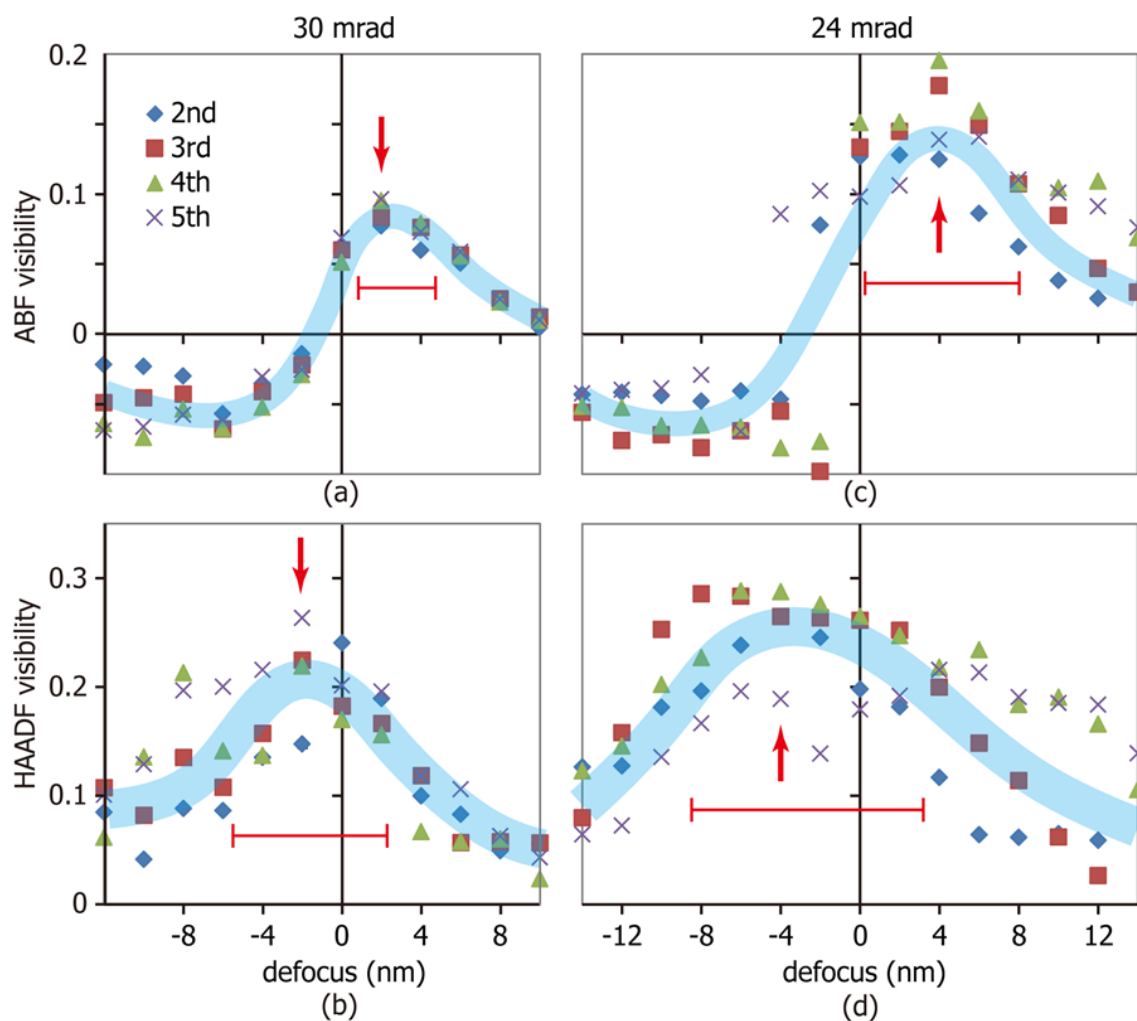 30 mrad
24 mrad
0.2
0.1
0
ABF visibility
2nd
3rd
4th
5th
(a)
(c)
0.3
0.2
0.1
0
HAADF visibility
-8 -4 0 4 8
defocus (nm)
(b)
-12 -8 -4 0 4 8 12
defocus (nm)
(d)